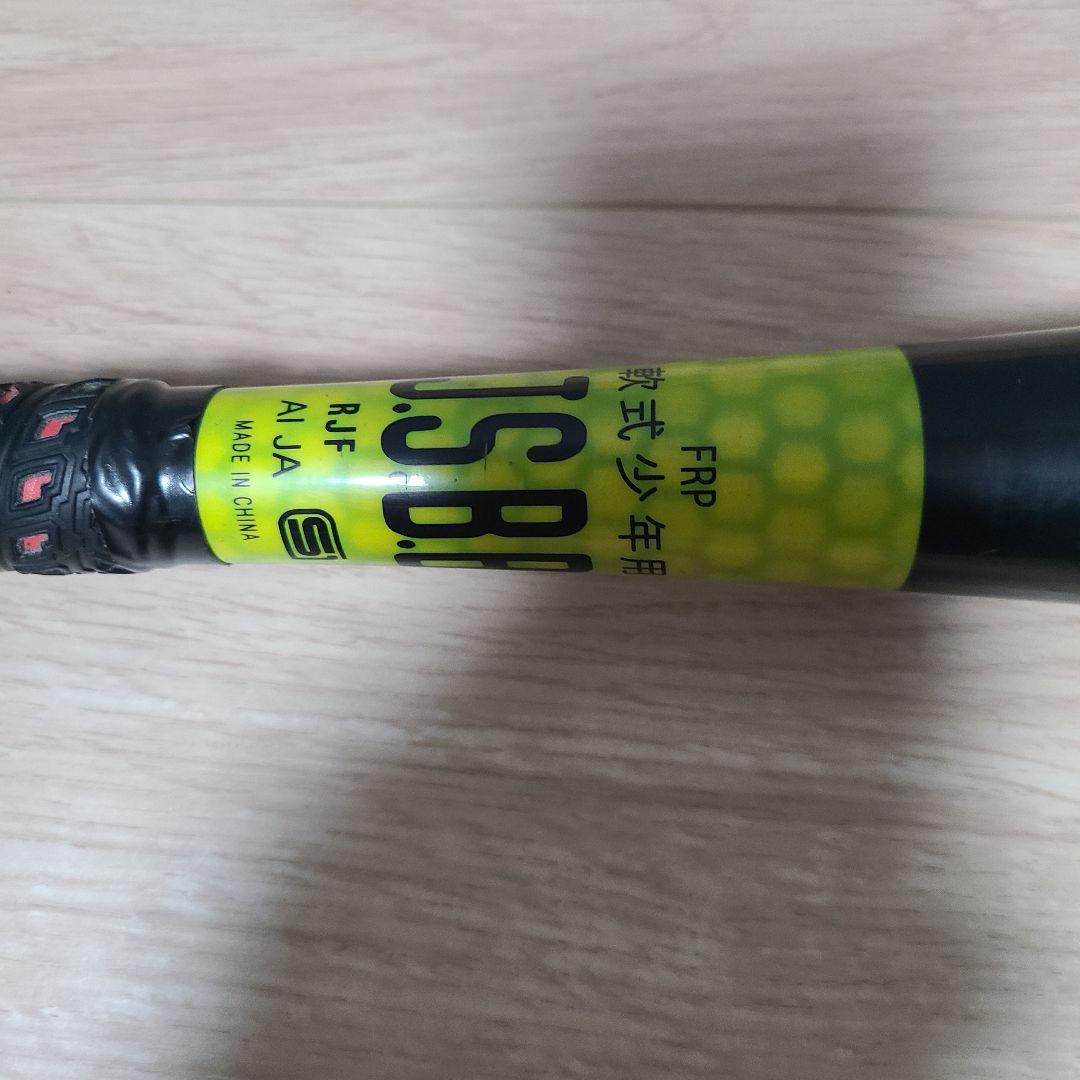 FRP
軟式少年用
J.S.B.B
RJF
AI JA
MADE IN CHINA